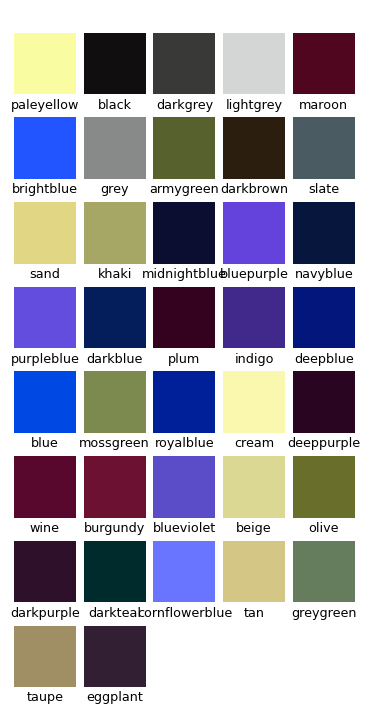 paleyellow black darkgrey lightgrey maroon
brightblue grey armygreen darkbrown slate
sand khaki midnightblue bluepurple navyblue
purpleblue darkblue plum indigo deepblue
blue mossgreen royalblue cream deeppurple
wine burgundy blueviolet beige olive
darkpurple darkteal cornflowerblue tan greygreen
taupe eggplant